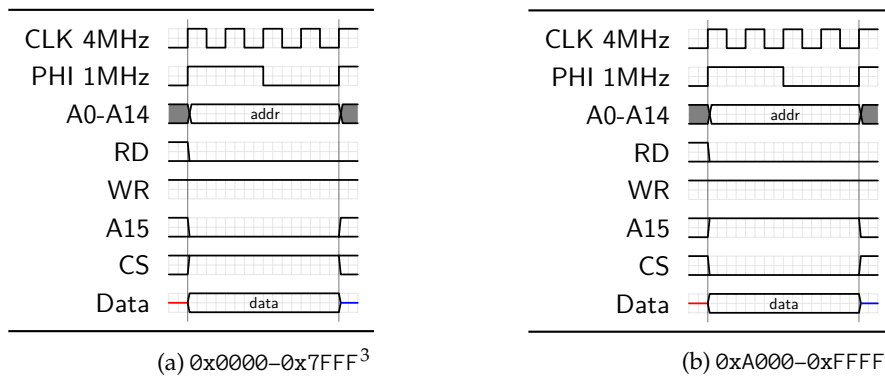 CLK 4MHz
PHI 1MHz
A0-A14
addr
RD
WR
A15
CS
Data
data
(a) 0x0000–0x7FFF³
CLK 4MHz
PHI 1MHz
A0-A14
addr
RD
WR
A15
CS
Data
data
(b) 0xA000–0xFFFF